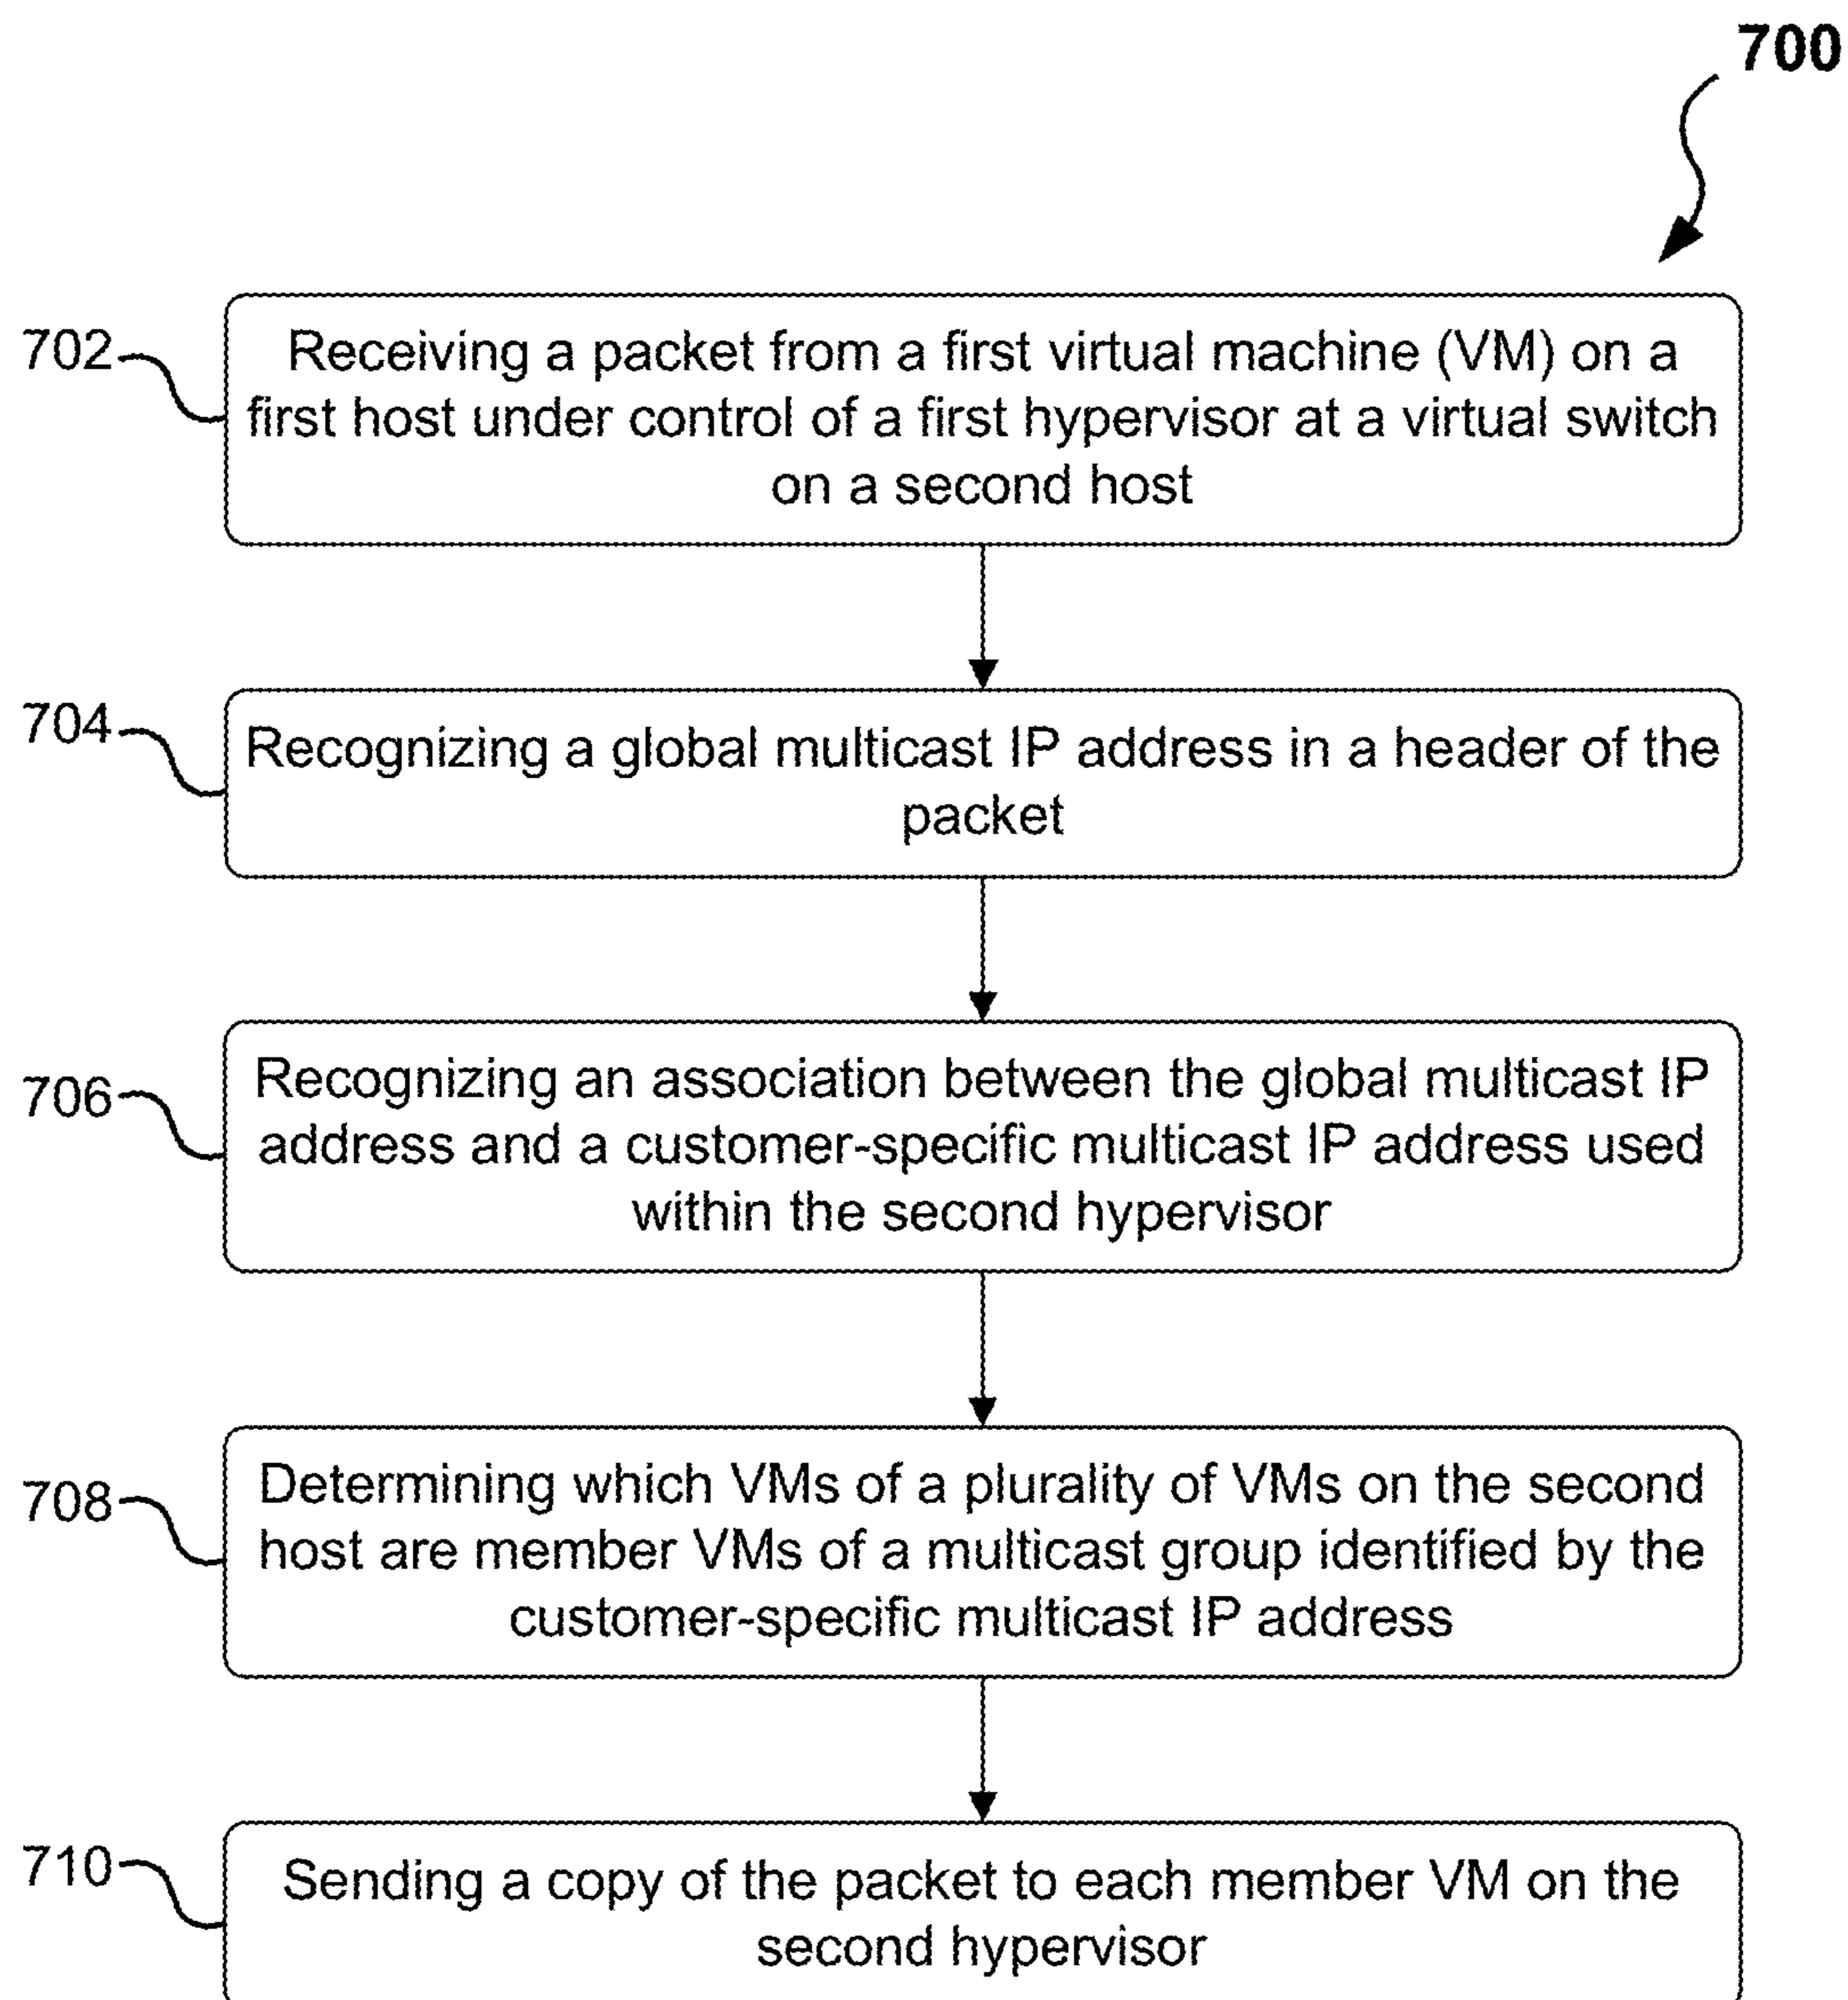 700
702
Receiving a packet from a first virtual machine (VM) on a
first host under control of a first hypervisor at a virtual switch
on a second host
704
Recognizing a global multicast IP address in a header of the
packet
706
Recognizing an association between the global multicast IP
address and a customer-specific multicast IP address used
within the second hypervisor
708
Determining which VMs of a plurality of VMs on the second
host are member VMs of a multicast group identified by the
customer-specific multicast IP address
710
Sending a copy of the packet to each member VM on the
second hypervisor